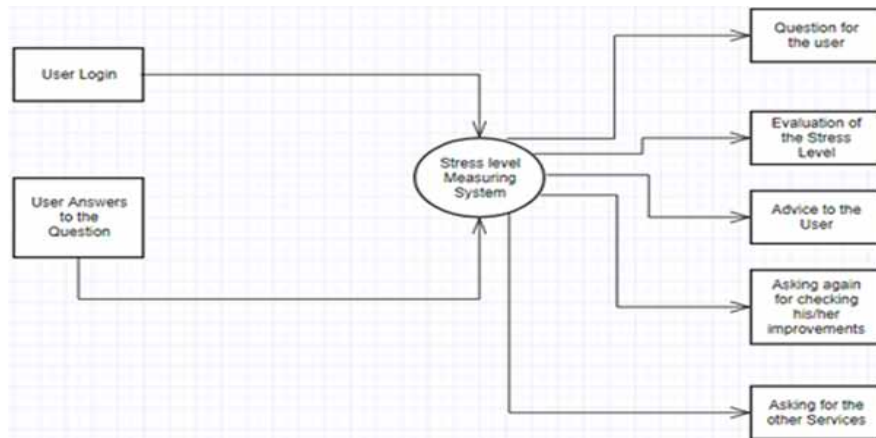 User Login
User Answers
to the
Question
Stress level
Measuring
System
Question for
the user
Evaluation of
the Stress
Level
Advice to the
User
Asking again
for checking
his/her
improvements
Asking for the
other Services